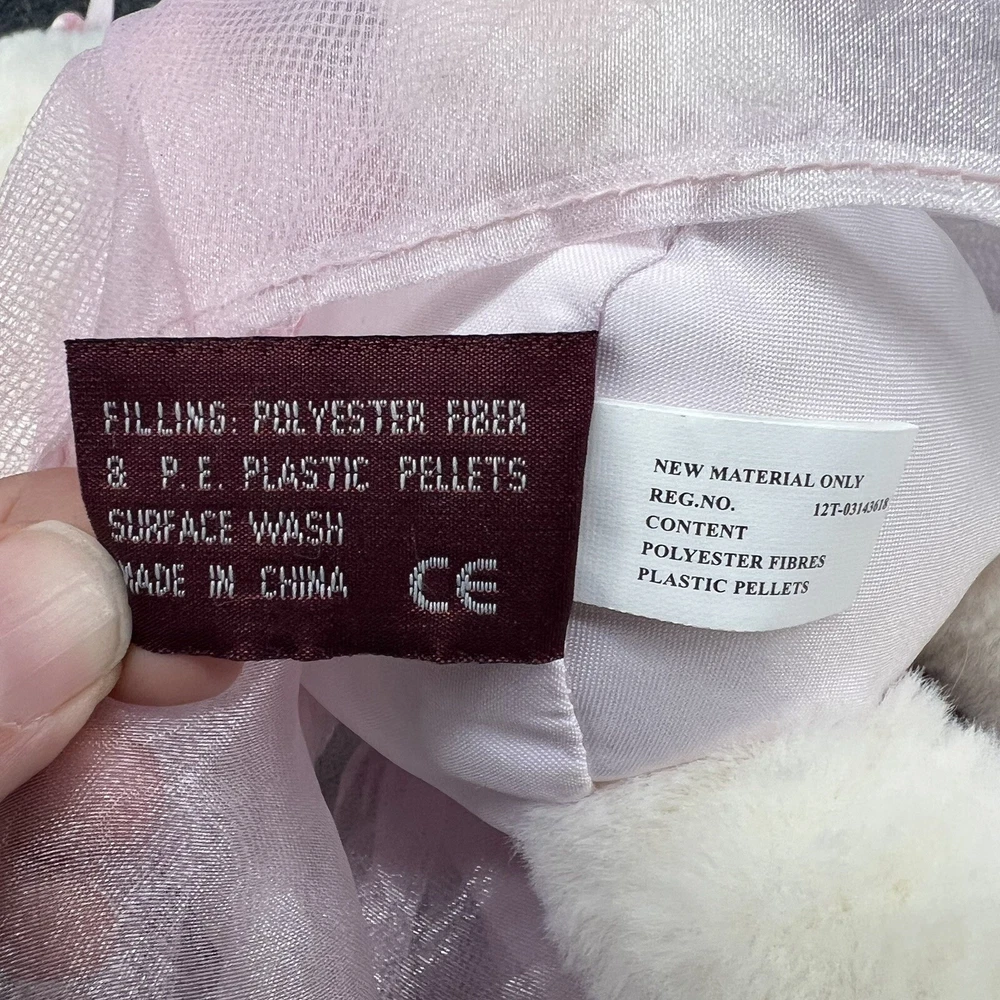 FILLING: POLYESTER FIBER
& P.E. PLASTIC PELLETS
SURFACE WASH
MADE IN CHINA CE
NEW MATERIAL ONLY
REG.NO. 12T-03143618
CONTENT
POLYESTER FIBRES
PLASTIC PELLETS